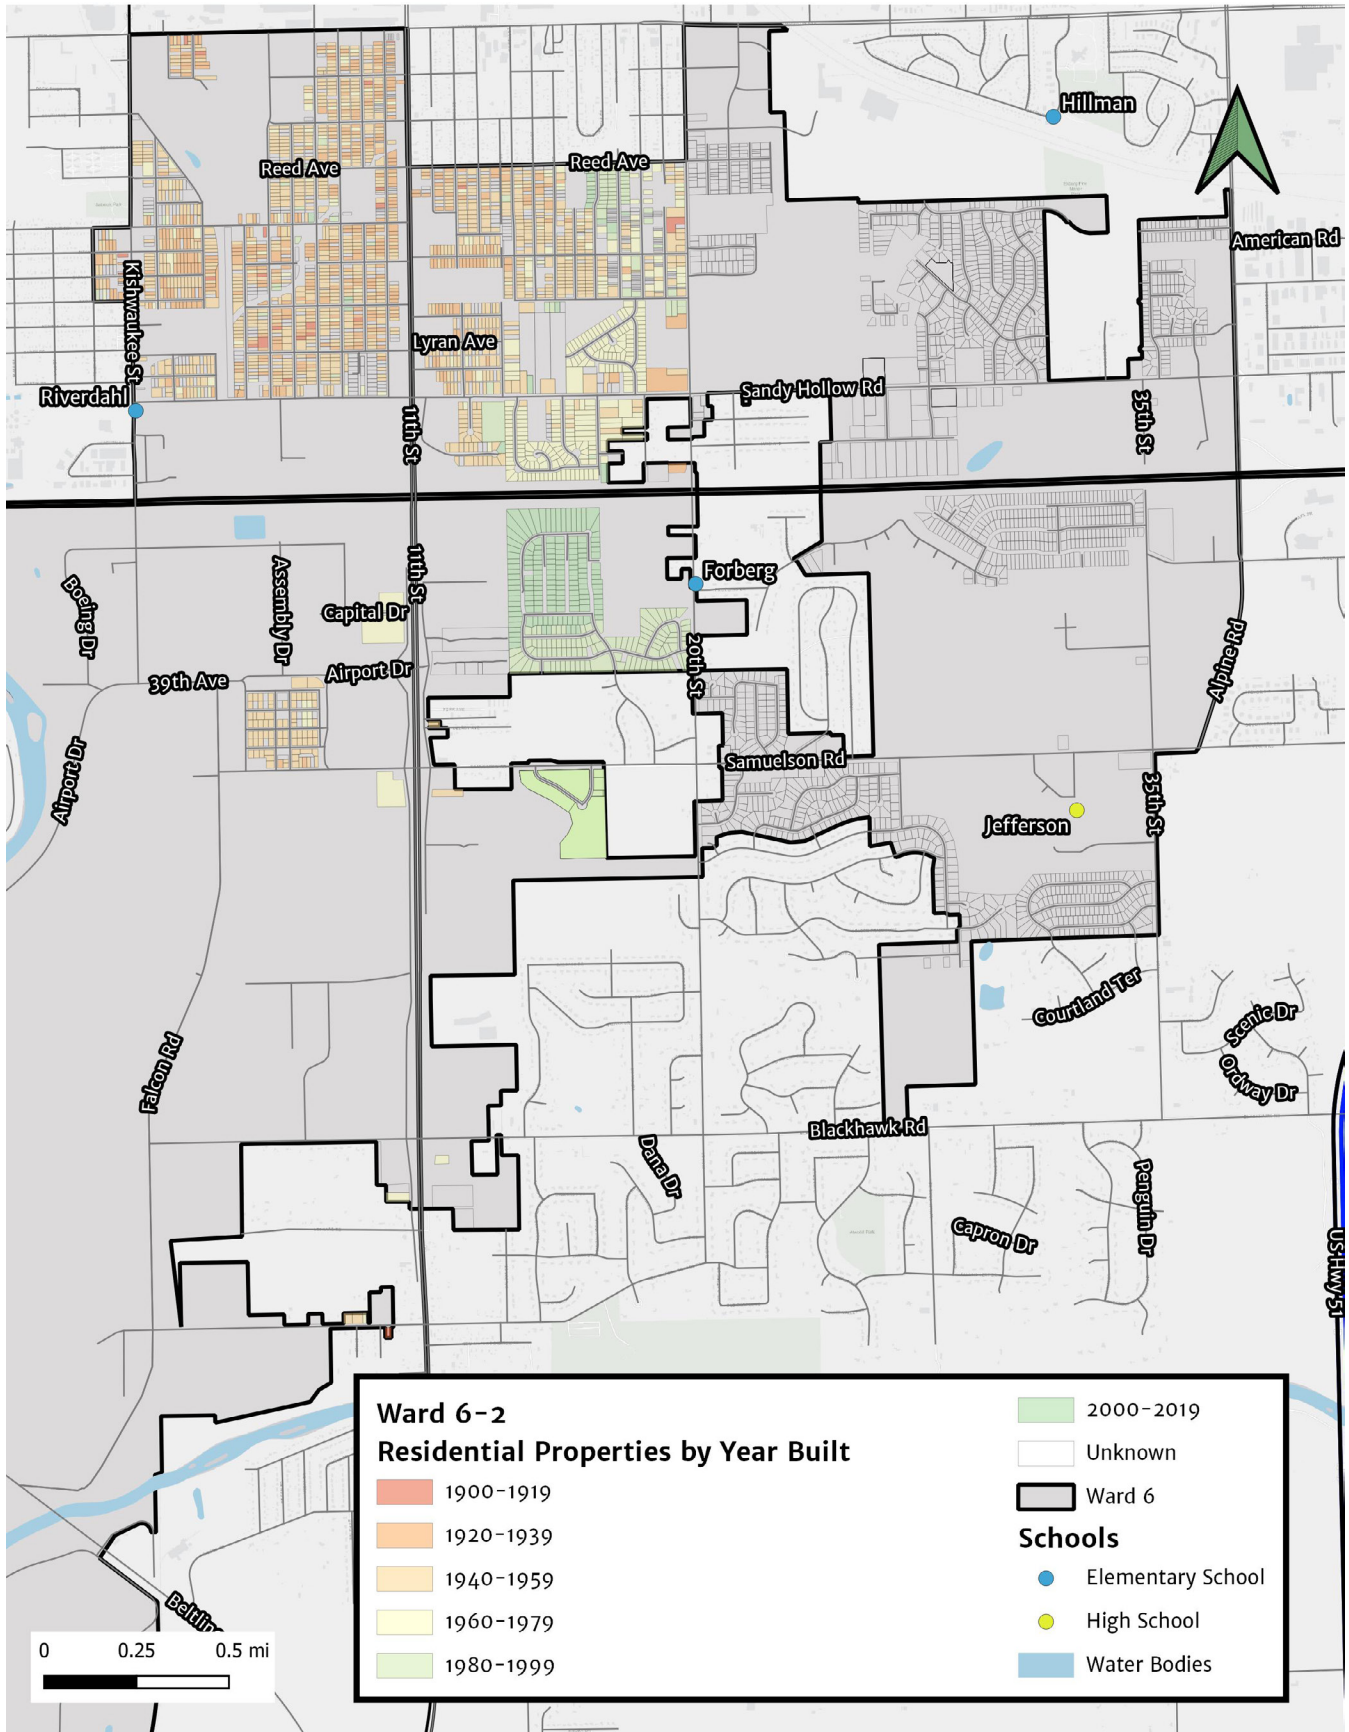 Hillman
Reed Ave
Reed Ave
American Rd
Kishwaukee St
Lyran Ave
Riverdahl
Sandy Hollow Rd
11th St
35th St
11th St
Forberg
Boeing Dr
Assembly Dr
Capital Dr
39th Ave
Airport Dr
20th St
Alpine Rd
Airport Dr
Samuelson Rd
35th St
Jefferson
Courtland Ter
Scenic Dr
Ordway Dr
Falcon Rd
Blackhawk Rd
Dana Dr
Penguin Dr
Capron Dr
US Hwy 51
Ward 6-2
Residential Properties by Year Built
1900-1919
1920-1939
1940-1959
1960-1979
1980-1999
2000-2019
Unknown
Ward 6
Schools
Elementary School
High School
Water Bodies
0 0.25 0.5 mi